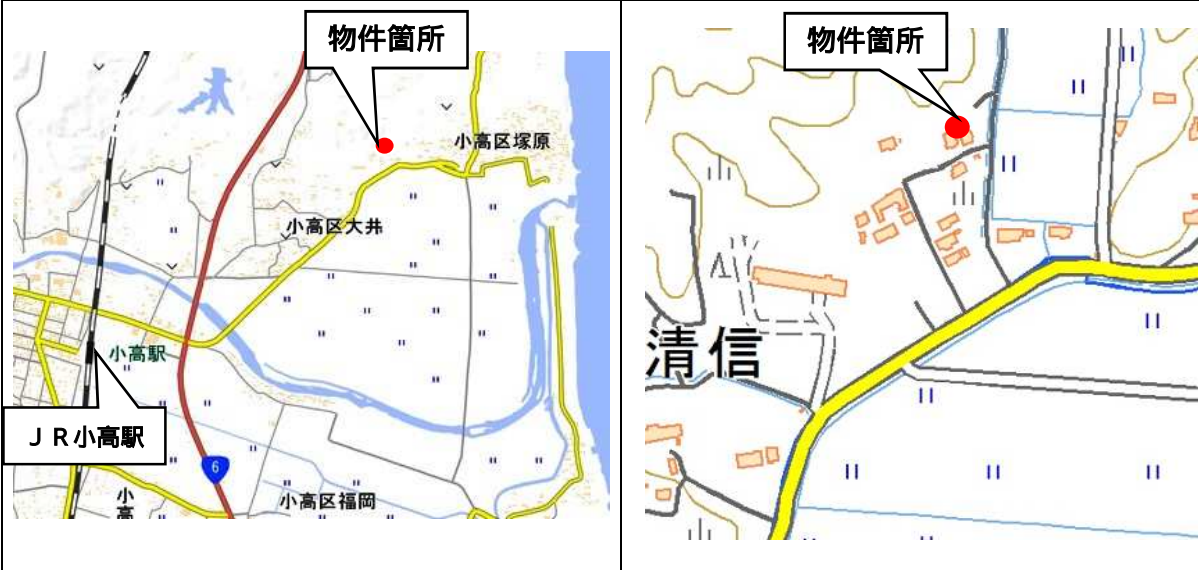 物件箇所
小高区塚原
小高区大井
小高駅
ＪＲ小高駅
6
小高
小高区福岡
物件箇所
清信